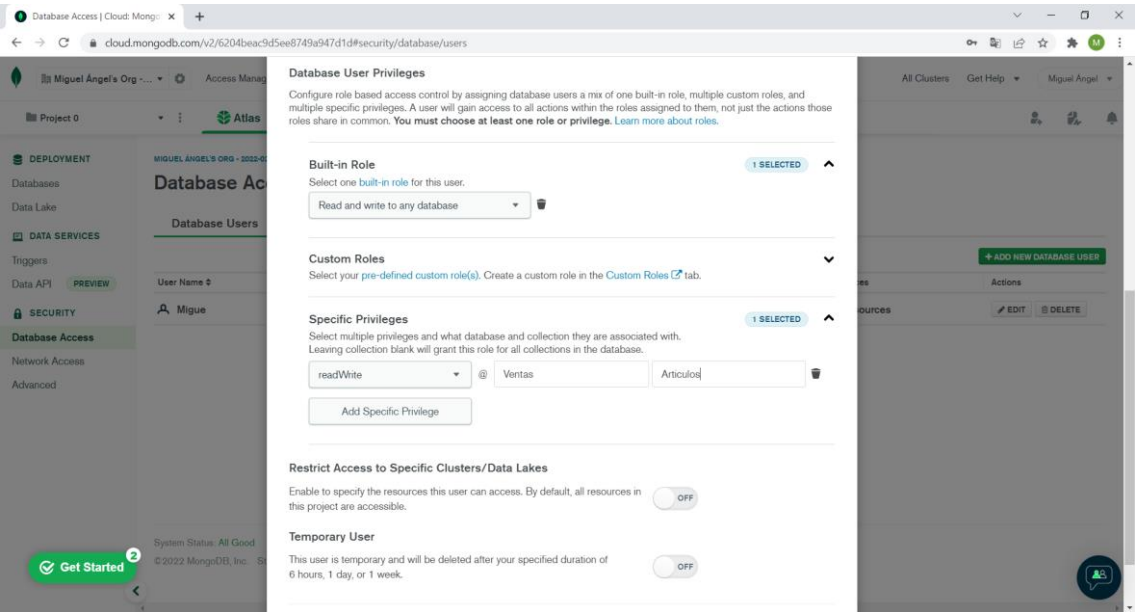 Database Access | Cloud: Mongo
cloud.mongodb.com/v2/6204beac9d5ee8749a947d1d#security/database/users
M
Miguel Ángel's Org -...
Access Manag
All Clusters
Get Help
Miguel Angel
Project 0
Atlas
DEPLOYMENT
Databases
Data Lake
DATA SERVICES
Triggers
Data API PREVIEW
SECURITY
Database Access
Network Access
Advanced
MIGUEL ÁNGEL'S ORG - 2022-02
Database Ac
Database Users
+ ADD NEW DATABASE USER
User Name
Actions
Migue
ources
EDIT
DELETE
Database User Privileges
Configure role based access control by assigning database users a mix of one built-in role, multiple custom roles, and
multiple specific privileges. A user will gain access to all actions within the roles assigned to them, not just the actions those
roles share in common. You must choose at least one role or privilege. Learn more about roles.
Built-in Role
1 SELECTED
Select one built-in role for this user.
Read and write to any database
Custom Roles
Select your pre-defined custom role(s). Create a custom role in the Custom Roles tab.
Specific Privileges
1 SELECTED
Select multiple privileges and what database and collection they are associated with.
Leaving collection blank will grant this role for all collections in the database.
readWrite @ Ventas Articulos
Add Specific Privilege
Restrict Access to Specific Clusters/Data Lakes
Enable to specify the resources this user can access. By default, all resources in
this project are accessible.
OFF
Temporary User
This user is temporary and will be deleted after your specified duration of
6 hours, 1 day, or 1 week.
OFF
System Status: All Good
©2022 MongoDB, Inc. St
Get Started
2